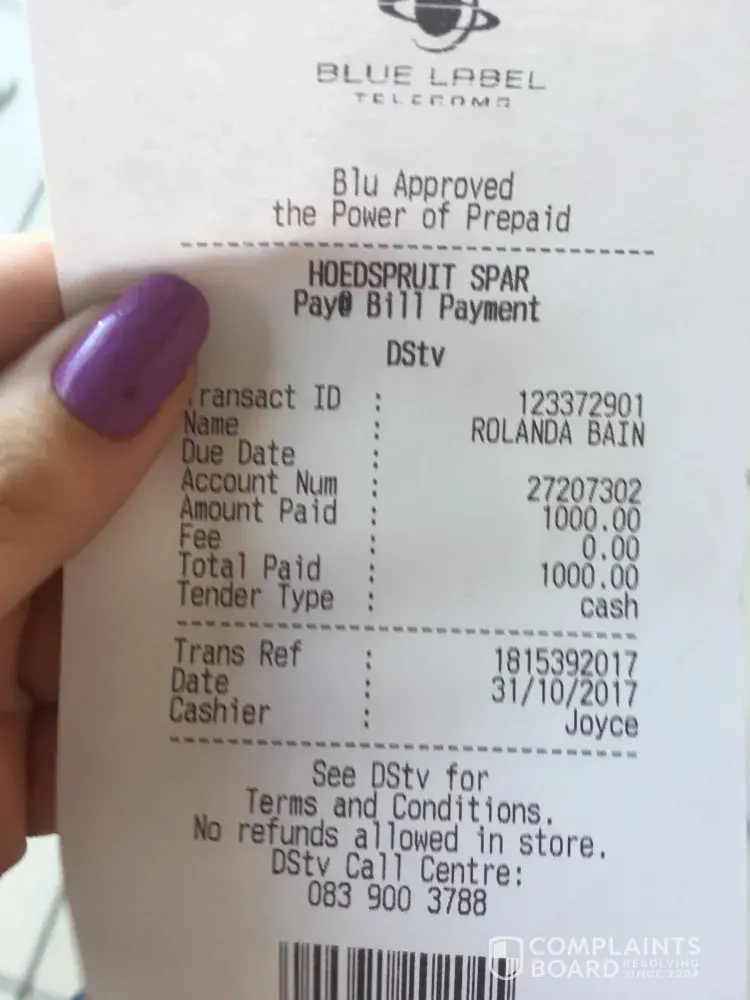 BLUE LABEL
TELECOMS
Blu Approved
the Power of Prepaid
HOEDSPRUIT SPAR
Pay@ Bill Payment
DStv
ransact ID : 123372901
Name : ROLANDA BAIN
Due Date :
Account Num : 27207302
Amount Paid : 1000.00
Fee : 0.00
Total Paid : 1000.00
Tender Type : cash
Trans Ref : 1815392017
Date : 31/10/2017
Cashier : Joyce
See DStv for
Terms and Conditions.
No refunds allowed in store.
DStv Call Centre:
083 900 3788
COMPLAINTS
BOARD RESOLVING
SINCE 2004